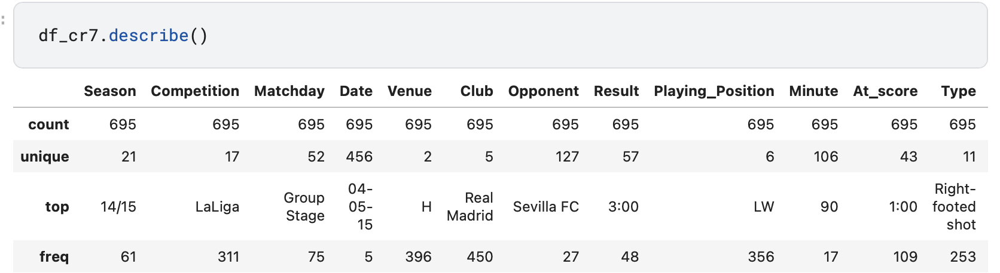 df_cr7.describe()
Season Competition Matchday Date Venue Club Opponent Result Playing_Position Minute At_score Type
count 695 695 695 695 695 695 695 695 695 695 695 695
unique 21 17 52 456 2 5 127 57 6 106 43 11
top 14/15 LaLiga Group Stage 04-05-15 H Real Madrid Sevilla FC 3:00 LW 90 1:00 Right-footed shot
freq 61 311 75 5 396 450 27 48 356 17 109 253